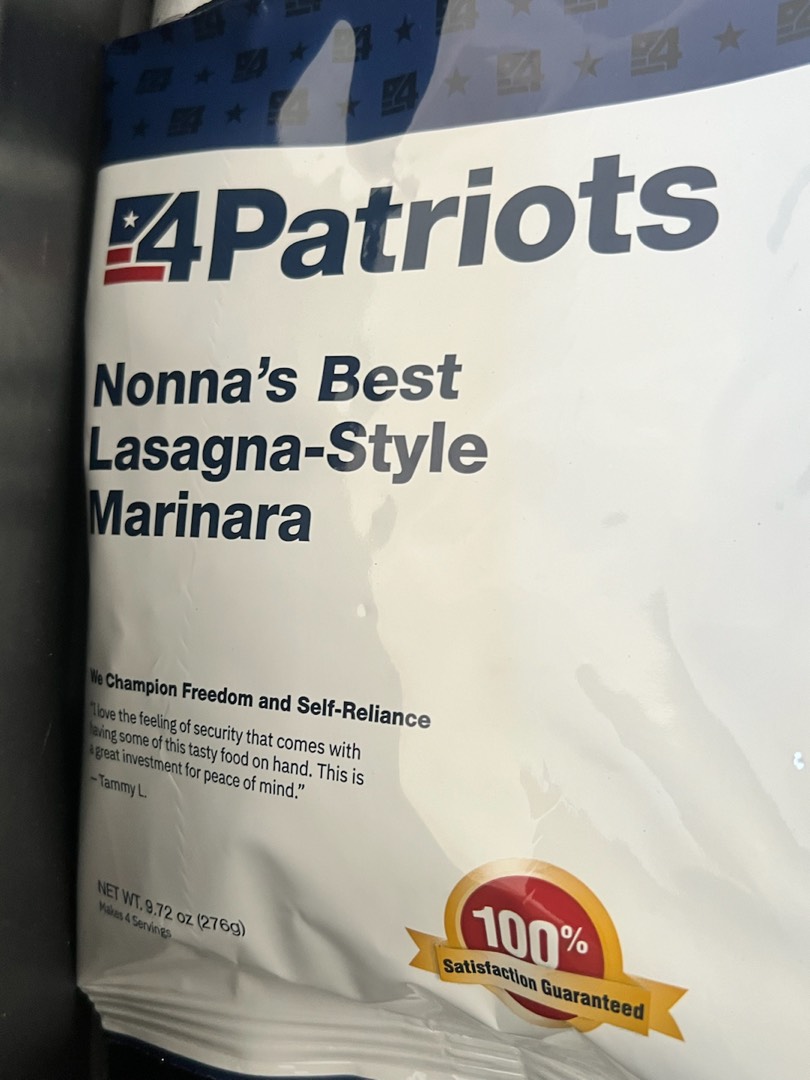 4Patriots
Nonna's Best
Lasagna-Style
Marinara
We Champion Freedom and Self-Reliance
"I love the feeling of security that comes with
having some of this tasty food on hand. This is
a great investment for peace of mind."
– Tammy L.
NET WT. 9.72 oz (276g)
Makes 4 Servings
100%
Satisfaction Guaranteed